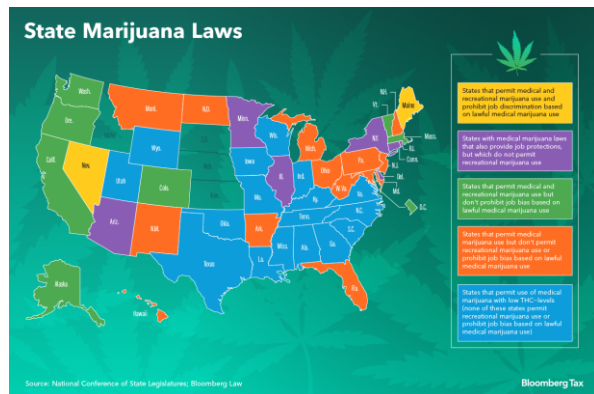 State Marijuana Laws
Wash.
Ore.
Calif.
Nev.
Utah
Ariz.
Mont.
Wyo.
Colo.
N.M.
N.D.
Okla.
Texas
Minn.
Iowa
Mo.
Ark.
La.
Wis.
Ill.
Mich.
Ind.
Ohio
Ky.
Tenn.
Miss.
Ala.
Ga.
Fla.
S.C.
N.C.
Va.
W.Va.
Pa.
N.Y.
Vt.
N.H.
Maine
Mass.
R.I.
Conn.
N.J.
Del.
Md.
D.C.
Alaska
Hawaii
States that permit medical and
recreational marijuana use and
prohibit job discrimination based
on lawful medical marijuana use
States with medical marijuana laws
that also provide job protections,
but which do not permit
recreational marijuana use
States that permit medical and
recreational marijuana use but
don't prohibit job bias based on
lawful medical marijuana use
States that permit medical
marijuana use but don't permit
recreational marijuana use or
prohibit job bias based on lawful
medical marijuana use
States that permit use of medical
marijuana with low THC-levels
(none of these states permit
recreational marijuana use or
prohibit job bias based on lawful
medical marijuana use)
Source: National Conference of State Legislatures; Bloomberg Law
Bloomberg Tax